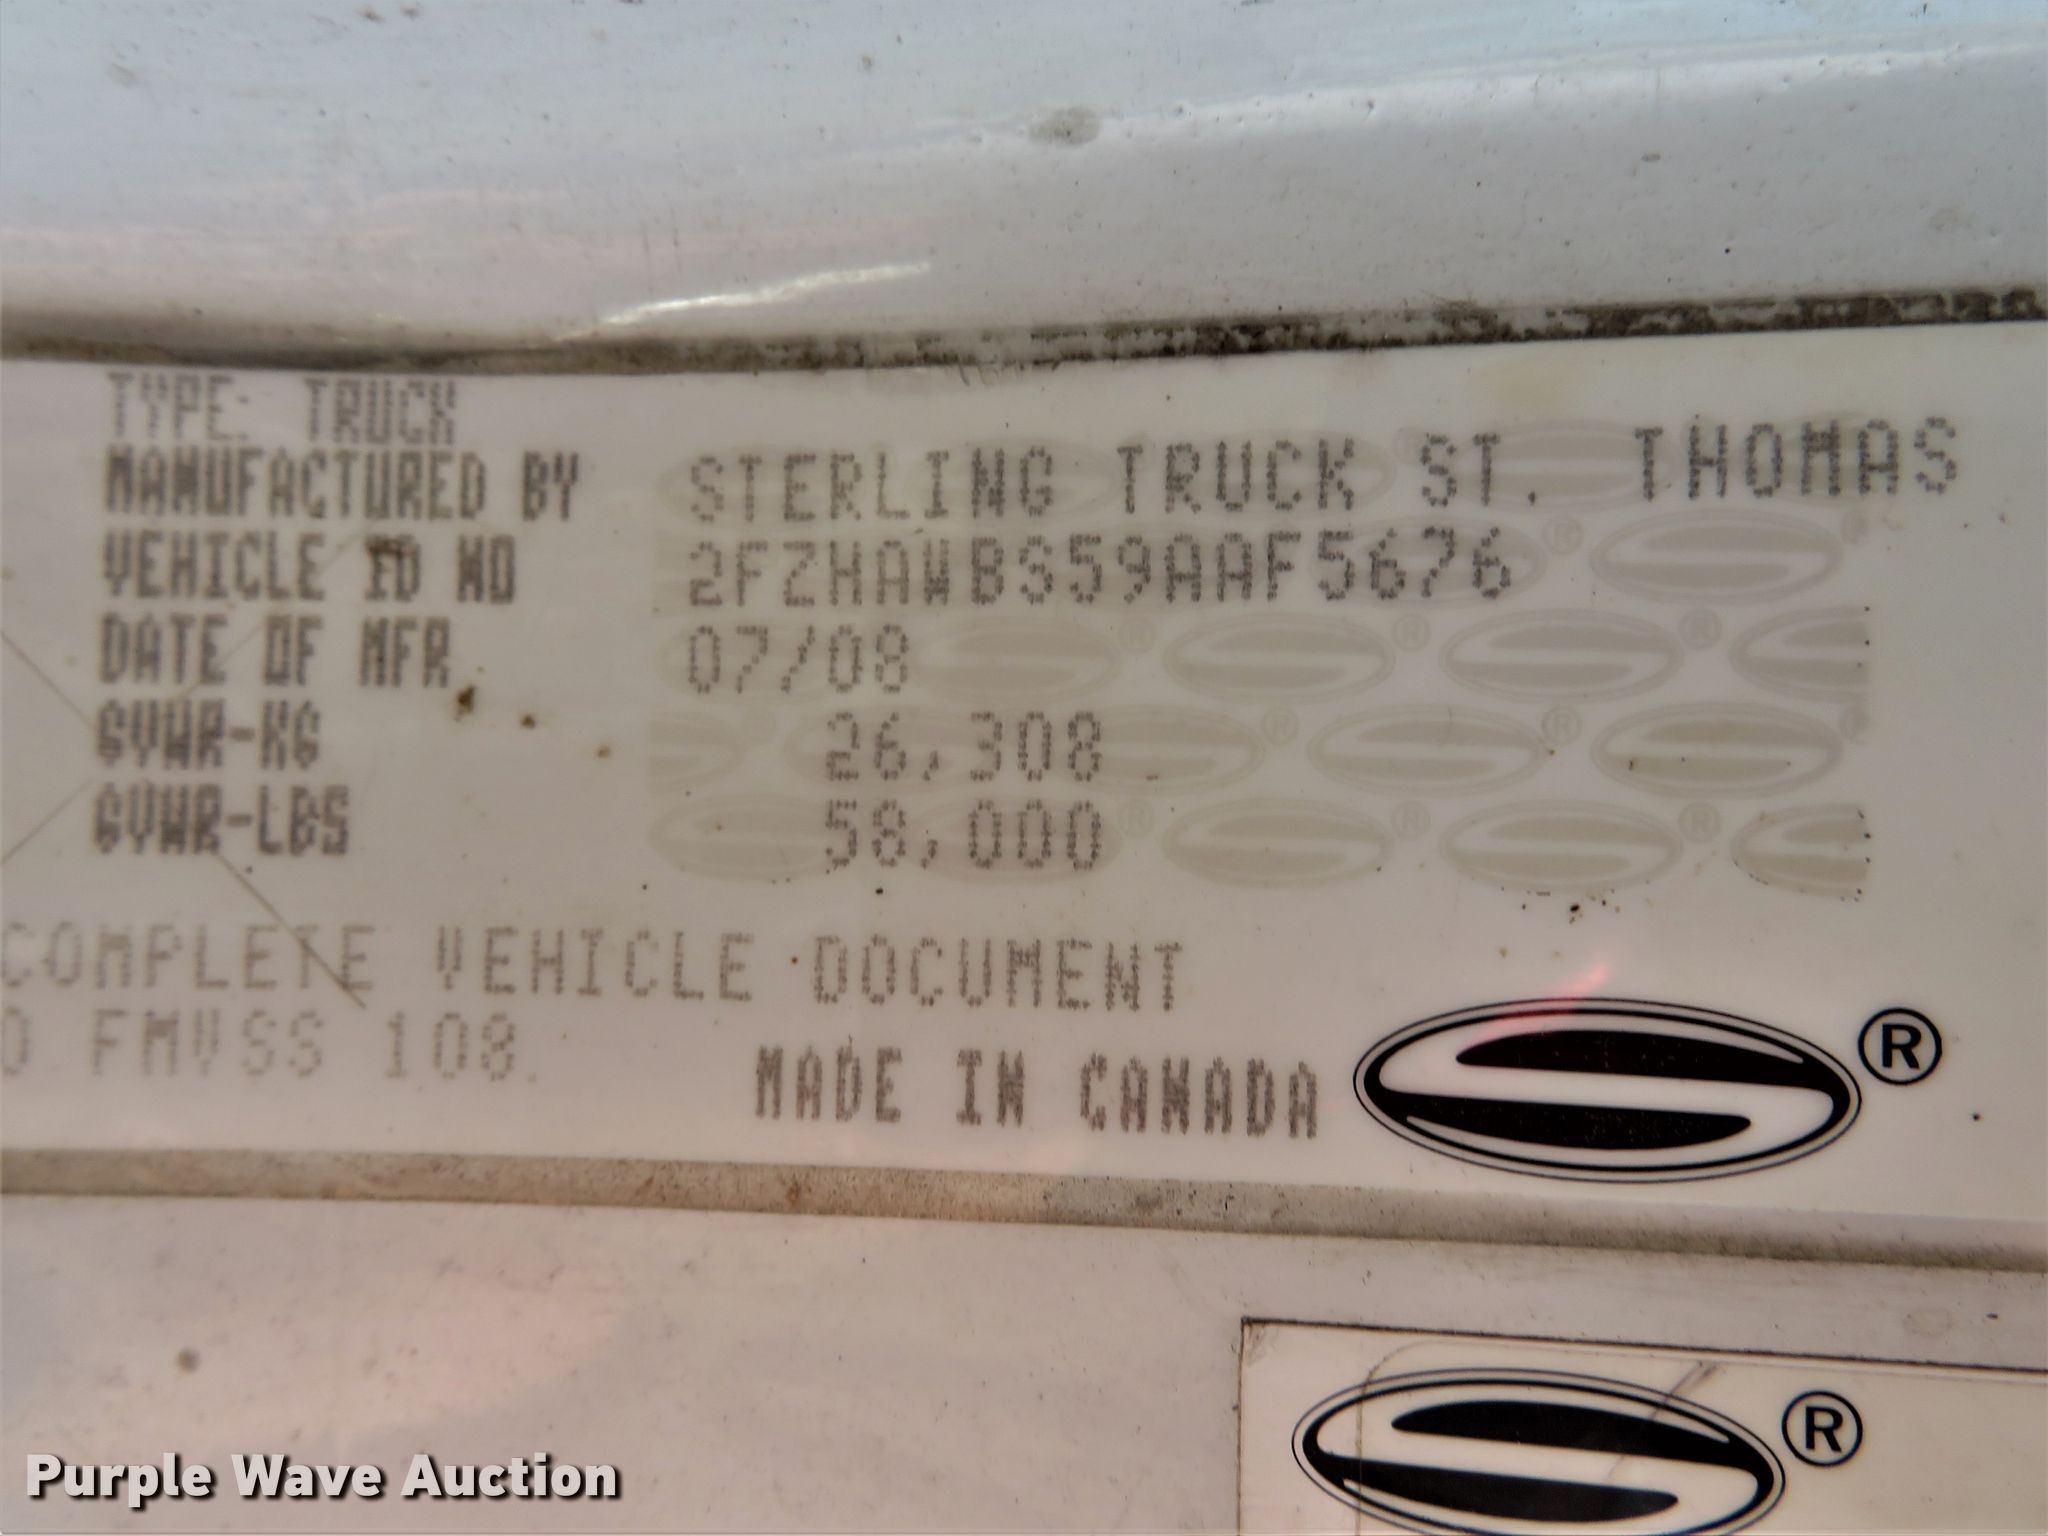 TYPE: TRUCK
MANUFACTURED BY STERLING TRUCK ST. THOMAS
VEHICLE ID NO 2FZHAWBS59AAF5676
DATE OF MFR 07/08
GVWR-KG 26,308
GVWR-LBS 58,000
COMPLETE VEHICLE DOCUMENT
O FMVSS 108.
MADE IN CANADA
®
®
Purple Wave Auction